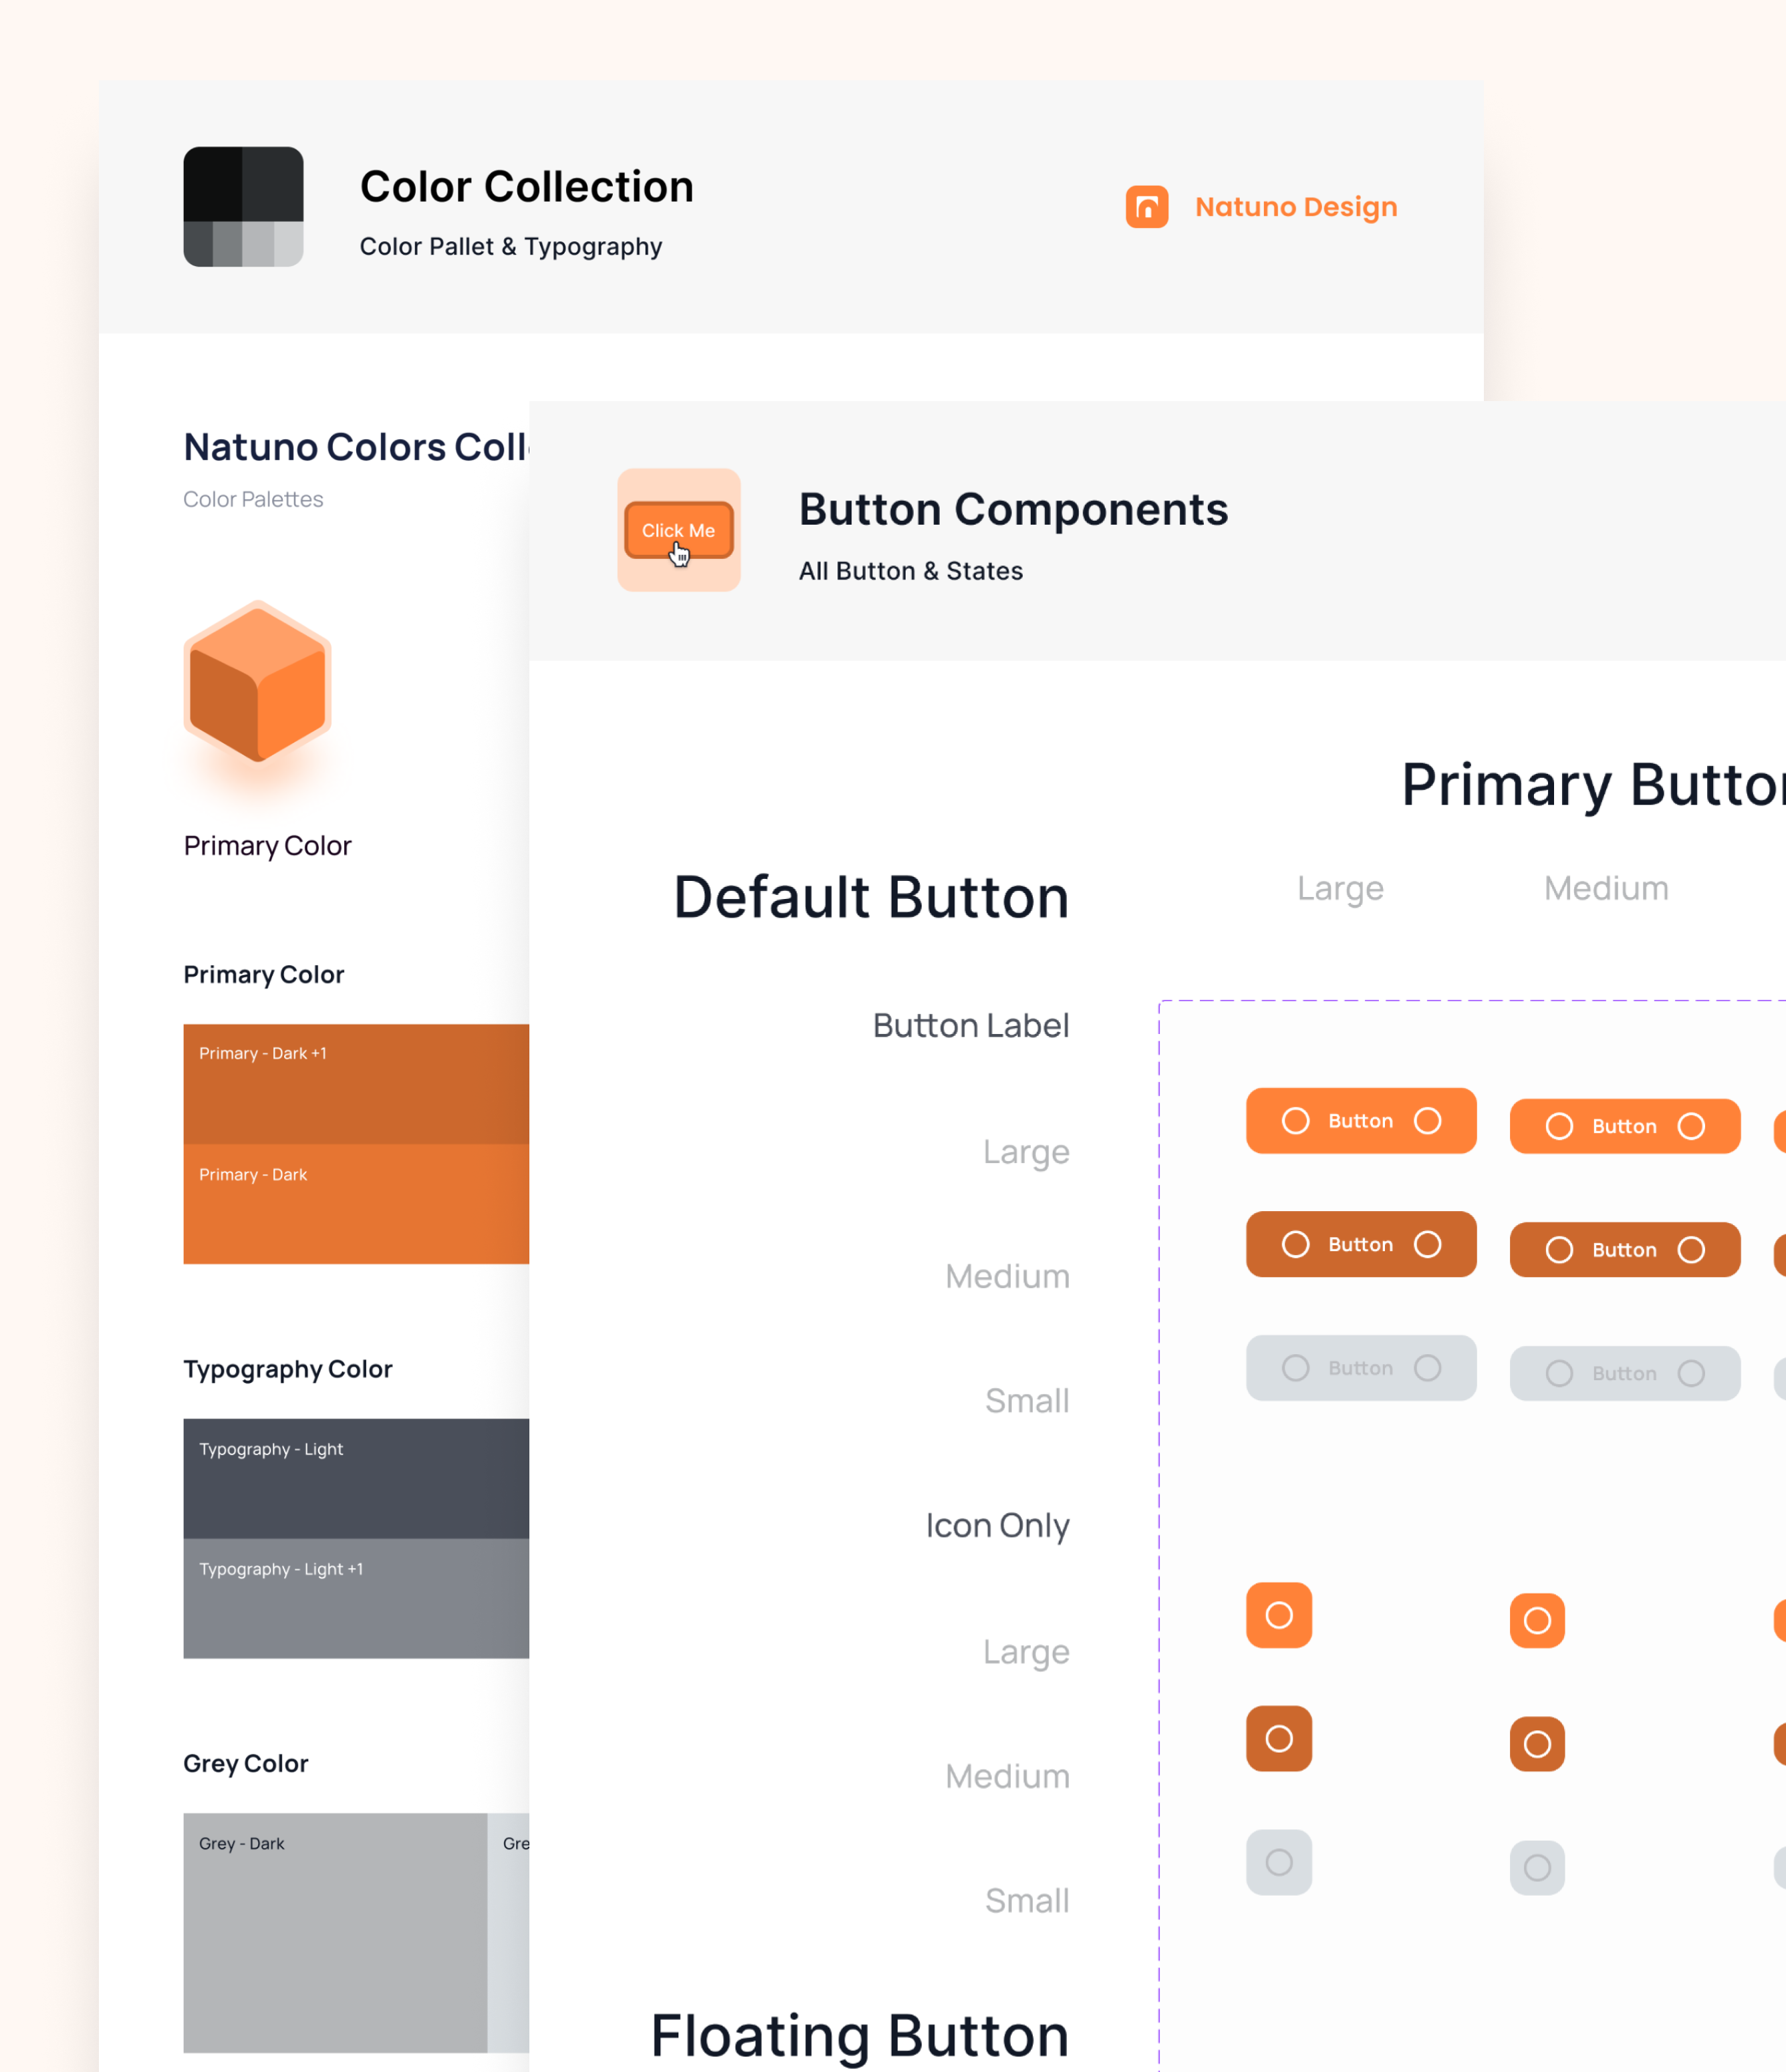 Color Collection
Color Pallet & Typography
Natuno Design
Natuno Colors
Color Palettes
Primary Color
Primary Color
Primary - Dark +1
Primary - Dark
Typography Color
Typography - Light
Typography - Light +1
Grey Color
Grey - Dark
Click Me
Button Components
All Button & States
Primary
Large
Medium
Default Button
Button Label
Large
Medium
Small
Button
Button
Button
Button
Button
Button
Icon Only
Large
Medium
Small
Floating Button